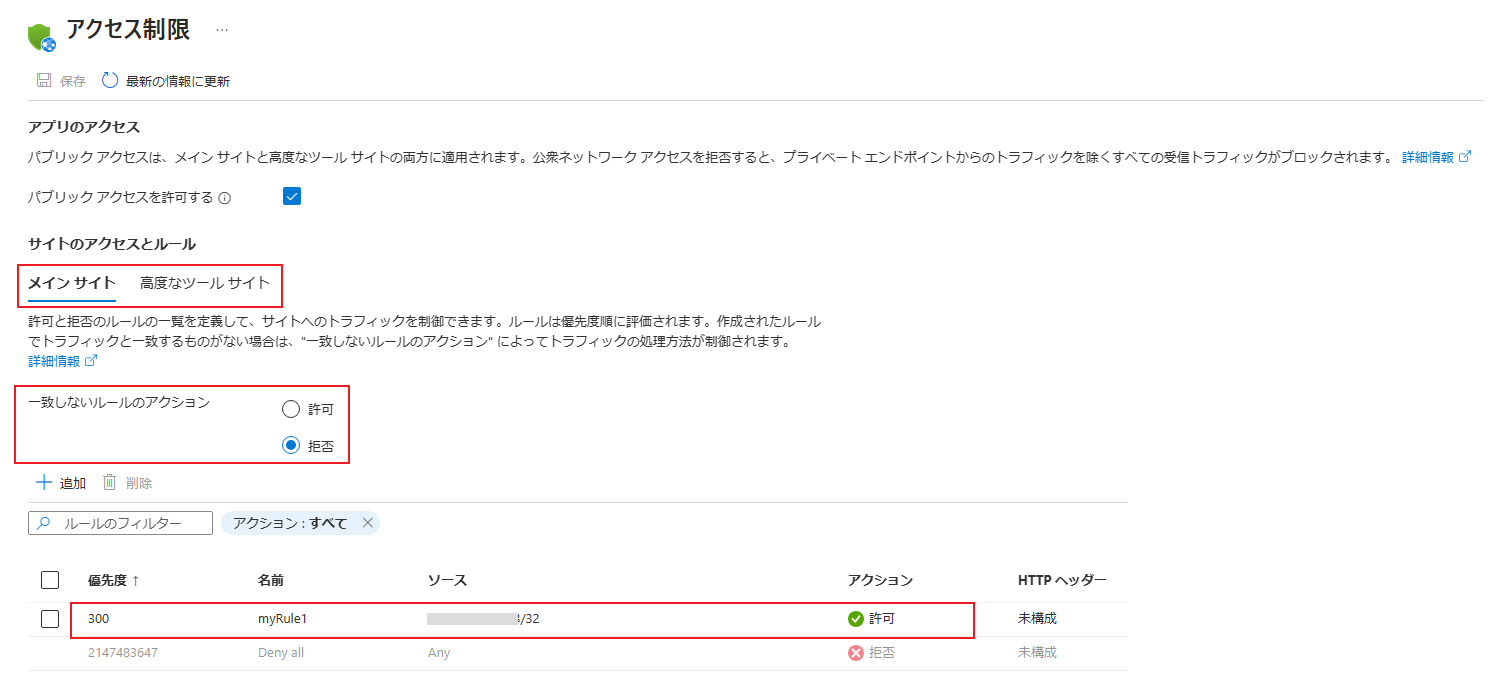 アクセス制限 …
保存 最新の情報に更新
アプリのアクセス
パブリック アクセスは、メイン サイトと高度なツール サイトの両方に適用されます。公衆ネットワーク アクセスを拒否すると、プライベート エンドポイントからのトラフィックを除くすべての受信トラフィックがブロックされます。 詳細情報
パブリック アクセスを許可する
サイトのアクセスとルール
メイン サイト 高度なツール サイト
許可と拒否のルールの一覧を定義して、サイトへのトラフィックを制御できます。ルールは優先度順に評価されます。作成されたルール
でトラフィックと一致するものがない場合は、"一致しないルールのアクション" によってトラフィックの処理方法が制御されます。
詳細情報
一致しないルールのアクション 許可
拒否
追加 削除
ルールのフィルター アクション : すべて
優先度 ↑ 名前 ソース アクション HTTP ヘッダー
300 myRule1 /32 許可 未構成
2147483647 Deny all Any 拒否 未構成